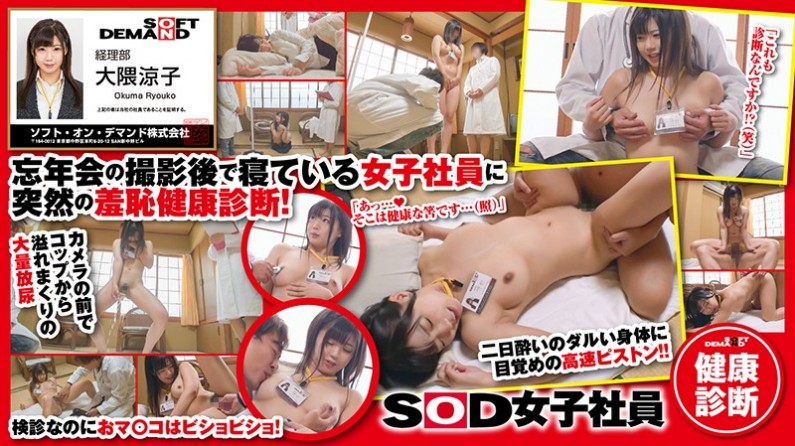 SOFT
ON
DEMAND
経理部
大隈涼子
Okuma Ryouko
上記の者は当社の社員であることを証明する。
ソフト・オン・デマンド株式会社
「これも
診断なんですか!?(笑)」
忘年会の撮影後で寝ている女子社員に
突然の羞恥健康診断!
「あっ…♥
そこは健康な筈です…(照)」
カメラの前で
コップから
溢れまくりの
大量放尿
二日酔いのダルい身体に
目覚めの高速ピストン!!
検診なのにおマ〇コはビショビショ!
SOD女子社員
健康
診断